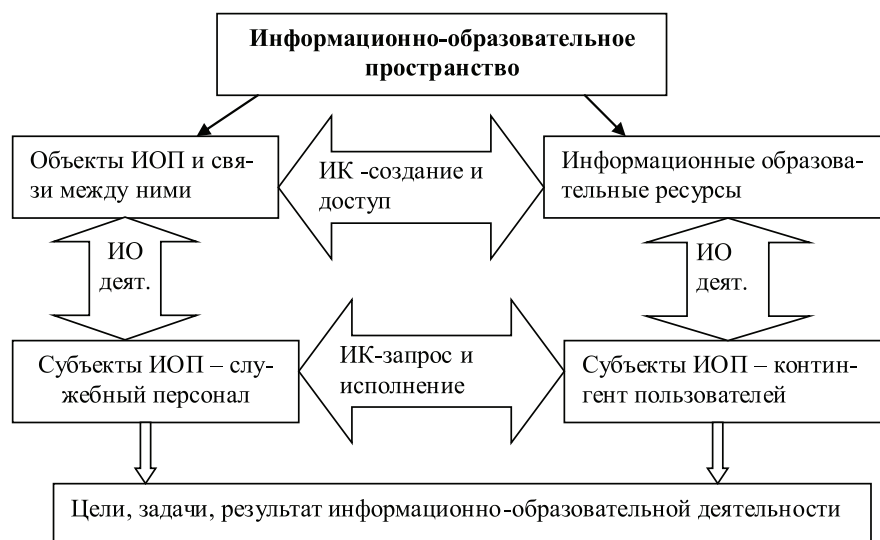 Информационно-образовательное
пространство
Объекты ИОП и свя-
зи между ними
ИК -создание и
доступ
Информационные образова-
тельные ресурсы
ИО
деят.
ИО
деят.
Субъекты ИОП – слу-
жебный персонал
ИК-запрос и
исполнение
Субъекты ИОП – контин-
гент пользователей
Цели, задачи, результат информационно-образовательной деятельности